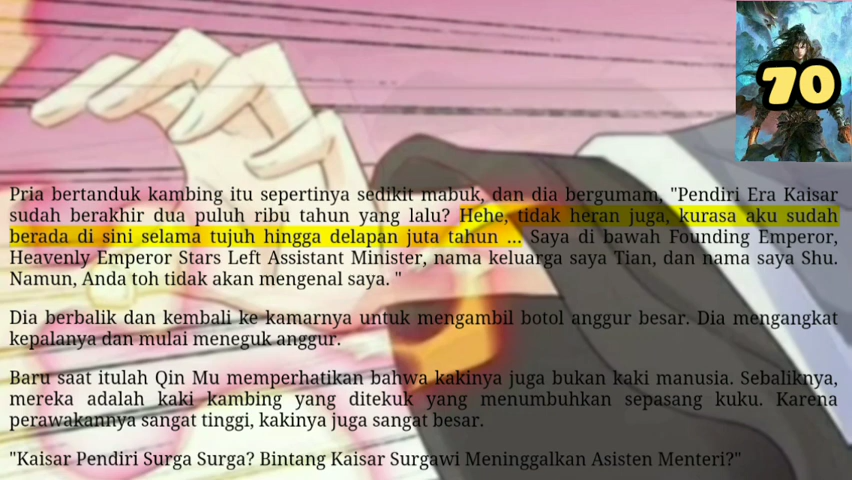 70
Pria bertanduk kambing itu sepertinya sedikit mabuk, dan dia bergumam, "Pendiri Era Kaisar
sudah berakhir dua puluh ribu tahun yang lalu? Hehe, tidak heran juga, kurasa aku sudah
berada di sini selama tujuh hingga delapan juta tahun ... Saya di bawah Founding Emperor,
Heavenly Emperor Stars Left Assistant Minister, nama keluarga saya Tian, dan nama saya Shu.
Namun, Anda toh tidak akan mengenal saya. "
Dia berbalik dan kembali ke kamarnya untuk mengambil botol anggur besar. Dia mengangkat
kepalanya dan mulai meneguk anggur.
Baru saat itulah Qin Mu memperhatikan bahwa kakinya juga bukan kaki manusia. Sebaliknya,
mereka adalah kaki kambing yang ditekuk yang menumbuhkan sepasang kuku. Karena
perawakannya sangat tinggi, kakinya juga sangat besar.
"Kaisar Pendiri Surga Surga? Bintang Kaisar Surgawi Meninggalkan Asisten Menteri?"